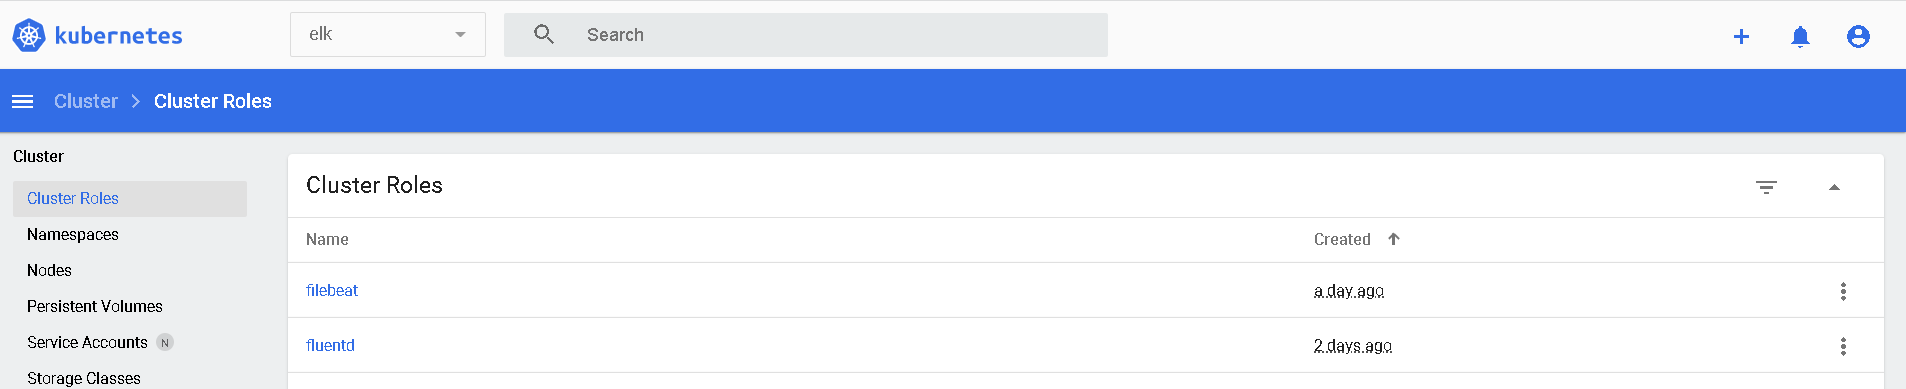 kubernetes
elk
Search
Cluster
Cluster Roles
Cluster
Cluster Roles
Namespaces
Nodes
Persistent Volumes
Service Accounts N
Storage Classes
Cluster Roles
Name Created
filebeat a day ago
fluentd 2 days ago